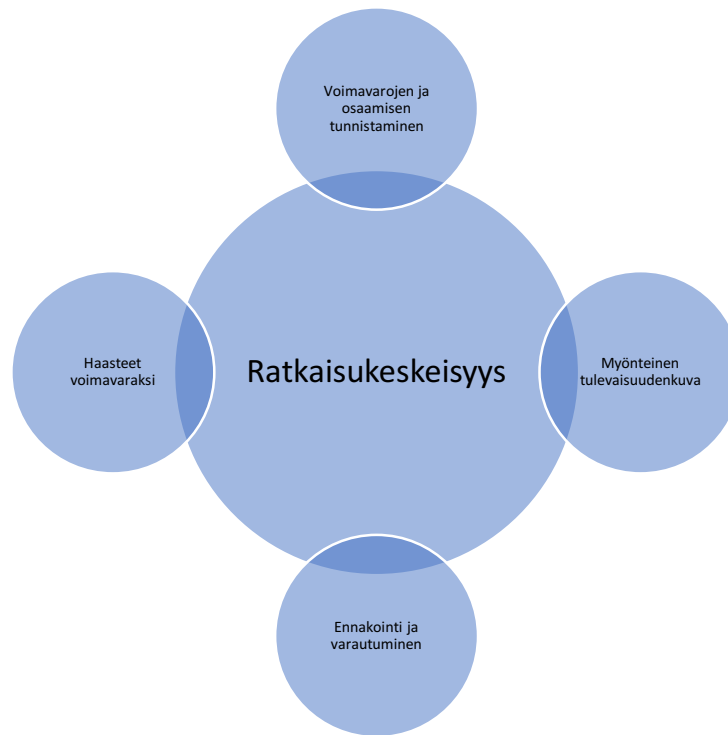 Voimavarojen ja
osaamisen
tunnistaminen
Haasteet
voimavaraksi
Ratkaisukeskeisyys
Myönteinen
tulevaisuudenkuva
Ennakointi ja
varautuminen